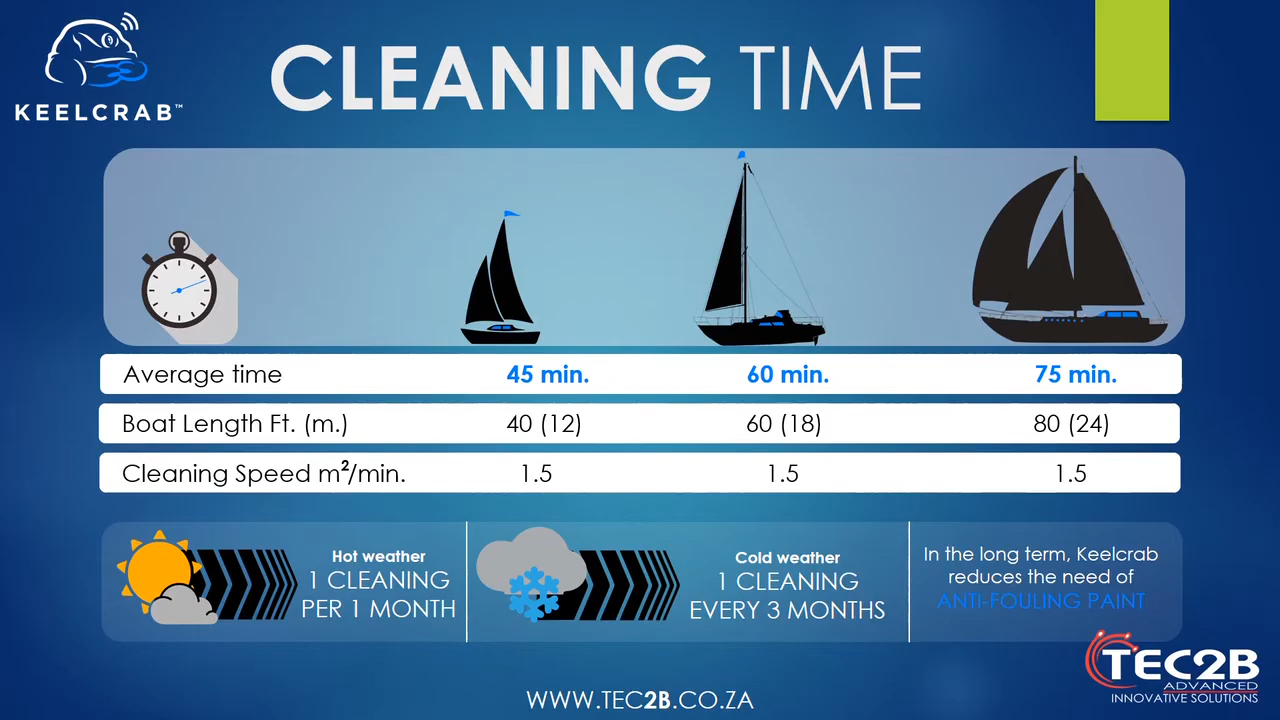 KEELCRAB™
CLEANING TIME
Average time 45 min. 60 min. 75 min.
Boat Length Ft. (m.) 40 (12) 60 (18) 80 (24)
Cleaning Speed m²/min. 1.5 1.5 1.5
Hot weather
1 CLEANING
PER 1 MONTH
Cold weather
1 CLEANING
EVERY 3 MONTHS
In the long term, Keelcrab
reduces the need of
ANTI-FOULING PAINT
TEC2B
ADVANCED
INNOVATIVE SOLUTIONS
WWW.TEC2B.CO.ZA